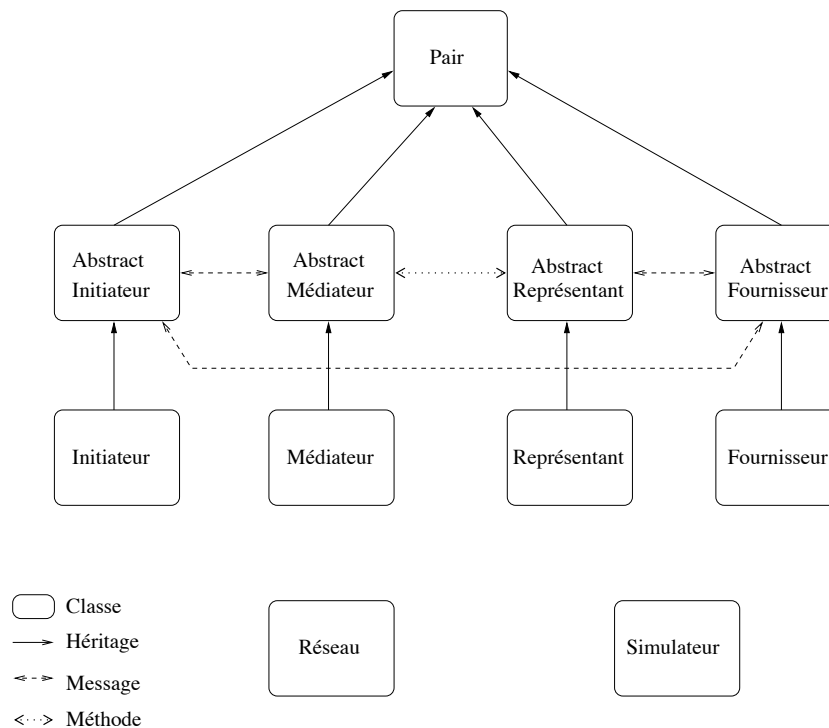 Pair
Abstract
Initiateur
Abstract
Médiateur
Abstract
Représentant
Abstract
Fournisseur
Initiateur
Médiateur
Représentant
Fournisseur
Classe
Héritage
Message
Méthode
Réseau
Simulateur